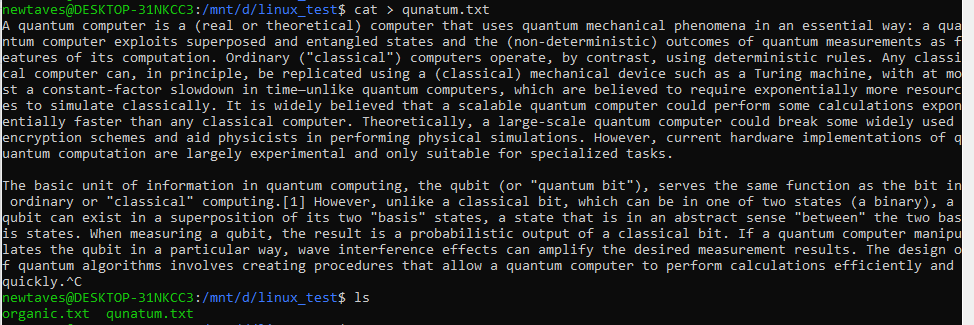 newtaves@DESKTOP-31NKCC3:/mnt/d/linux_test$ cat > qunatum.txt
A quantum computer is a (real or theoretical) computer that uses quantum mechanical phenomena in an essential way: a qua
ntum computer exploits superposed and entangled states and the (non-deterministic) outcomes of quantum measurements as f
eatures of its computation. Ordinary ("classical") computers operate, by contrast, using deterministic rules. Any classi
cal computer can, in principle, be replicated using a (classical) mechanical device such as a Turing machine, with at mo
st a constant-factor slowdown in time—unlike quantum computers, which are believed to require exponentially more resourc
es to simulate classically. It is widely believed that a scalable quantum computer could perform some calculations expon
entially faster than any classical computer. Theoretically, a large-scale quantum computer could break some widely used
encryption schemes and aid physicists in performing physical simulations. However, current hardware implementations of q
uantum computation are largely experimental and only suitable for specialized tasks.

The basic unit of information in quantum computing, the qubit (or "quantum bit"), serves the same function as the bit in
ordinary or "classical" computing.[1] However, unlike a classical bit, which can be in one of two states (a binary), a
qubit can exist in a superposition of its two "basis" states, a state that is in an abstract sense "between" the two bas
is states. When measuring a qubit, the result is a probabilistic output of a classical bit. If a quantum computer manipu
lates the qubit in a particular way, wave interference effects can amplify the desired measurement results. The design o
f quantum algorithms involves creating procedures that allow a quantum computer to perform calculations efficiently and
quickly.^C
newtaves@DESKTOP-31NKCC3:/mnt/d/linux_test$ ls
organic.txt  qunatum.txt